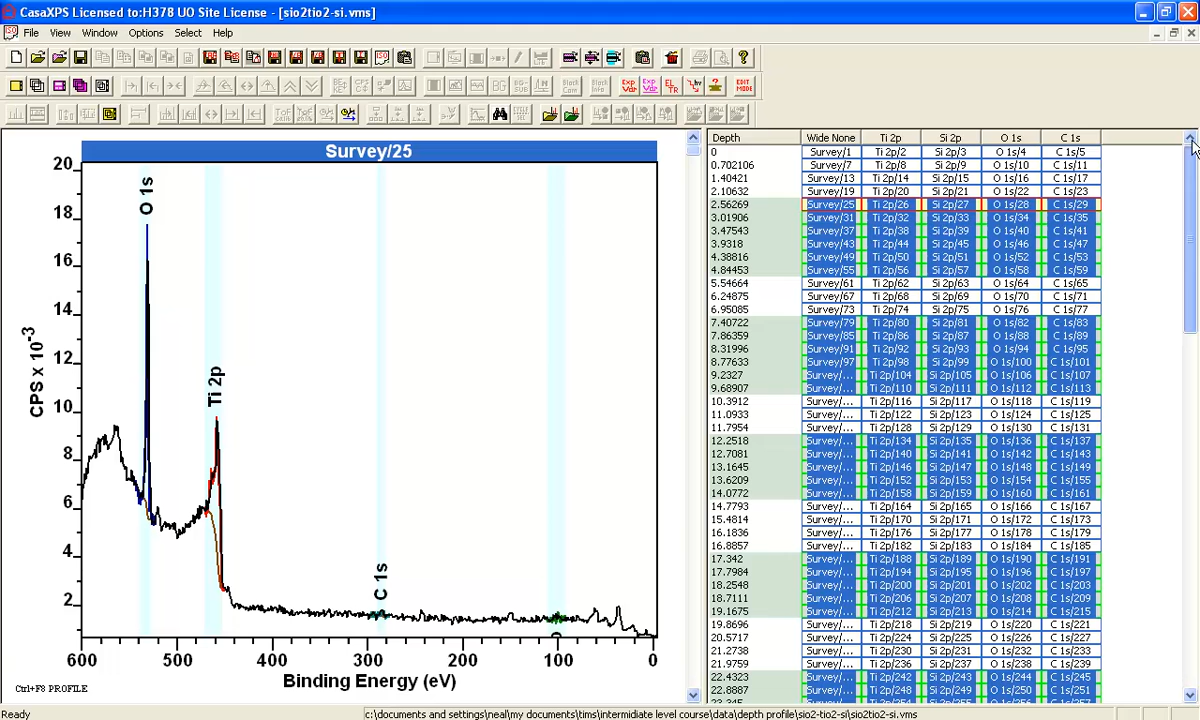 CasaXPS Licensed to:H378 UO Site License - [sio2tio2-si.vms]
File View Window Options Select Help
Survey/25
20
18
16
14
12
10
8
6
4
2
CPS x 10-3
O 1s
Ti 2p
C 1s
600 500 400 300 200 100 0
Binding Energy (eV)
Ctrl+F8 PROFILE
Depth Wide None Ti 2p Si 2p O 1s C 1s
0 Survey/1 Ti 2p/2 Si 2p/3 O 1s/4 C 1s/5
0.702106 Survey/7 Ti 2p/8 Si 2p/9 O 1s/10 C 1s/11
1.40421 Survey/13 Ti 2p/14 Si 2p/15 O 1s/16 C 1s/17
2.10632 Survey/19 Ti 2p/20 Si 2p/21 O 1s/22 C 1s/23
2.56269 Survey/25 Ti 2p/26 Si 2p/27 O 1s/28 C 1s/29
3.01906 Survey/31 Ti 2p/32 Si 2p/33 O 1s/34 C 1s/35
3.47543 Survey/37 Ti 2p/38 Si 2p/39 O 1s/40 C 1s/41
3.9318 Survey/43 Ti 2p/44 Si 2p/45 O 1s/46 C 1s/47
4.38816 Survey/49 Ti 2p/50 Si 2p/51 O 1s/52 C 1s/53
4.84453 Survey/55 Ti 2p/56 Si 2p/57 O 1s/58 C 1s/59
5.54664 Survey/61 Ti 2p/62 Si 2p/63 O 1s/64 C 1s/65
6.24875 Survey/67 Ti 2p/68 Si 2p/69 O 1s/70 C 1s/71
6.95085 Survey/73 Ti 2p/74 Si 2p/75 O 1s/76 C 1s/77
7.40722 Survey/79 Ti 2p/80 Si 2p/81 O 1s/82 C 1s/83
7.86359 Survey/85 Ti 2p/86 Si 2p/87 O 1s/88 C 1s/89
8.31996 Survey/91 Ti 2p/92 Si 2p/93 O 1s/94 C 1s/95
8.77633 Survey/97 Ti 2p/98 Si 2p/99 O 1s/100 C 1s/101
9.2327 Survey/... Ti 2p/104 Si 2p/105 O 1s/106 C 1s/107
9.68907 Survey/... Ti 2p/110 Si 2p/111 O 1s/112 C 1s/113
10.3912 Survey/... Ti 2p/116 Si 2p/117 O 1s/118 C 1s/119
11.0933 Survey/... Ti 2p/122 Si 2p/123 O 1s/124 C 1s/125
11.7954 Survey/... Ti 2p/128 Si 2p/129 O 1s/130 C 1s/131
12.2518 Survey/... Ti 2p/134 Si 2p/135 O 1s/136 C 1s/137
12.7081 Survey/... Ti 2p/140 Si 2p/141 O 1s/142 C 1s/143
13.1645 Survey/... Ti 2p/146 Si 2p/147 O 1s/148 C 1s/149
13.6209 Survey/... Ti 2p/152 Si 2p/153 O 1s/154 C 1s/155
14.0772 Survey/... Ti 2p/158 Si 2p/159 O 1s/160 C 1s/161
14.7793 Survey/... Ti 2p/164 Si 2p/165 O 1s/166 C 1s/167
15.4814 Survey/... Ti 2p/170 Si 2p/171 O 1s/172 C 1s/173
16.1836 Survey/... Ti 2p/176 Si 2p/177 O 1s/178 C 1s/179
16.8857 Survey/... Ti 2p/182 Si 2p/183 O 1s/184 C 1s/185
17.342 Survey/... Ti 2p/188 Si 2p/189 O 1s/190 C 1s/191
17.7984 Survey/... Ti 2p/194 Si 2p/195 O 1s/196 C 1s/197
18.2548 Survey/... Ti 2p/200 Si 2p/201 O 1s/202 C 1s/203
18.7111 Survey/... Ti 2p/206 Si 2p/207 O 1s/208 C 1s/209
19.1675 Survey/... Ti 2p/212 Si 2p/213 O 1s/214 C 1s/215
19.8696 Survey/... Ti 2p/218 Si 2p/219 O 1s/220 C 1s/221
20.5717 Survey/... Ti 2p/224 Si 2p/225 O 1s/226 C 1s/227
21.2738 Survey/... Ti 2p/230 Si 2p/231 O 1s/232 C 1s/233
21.9759 Survey/... Ti 2p/236 Si 2p/237 O 1s/238 C 1s/239
22.4323 Survey/... Ti 2p/242 Si 2p/243 O 1s/244 C 1s/245
22.8887 Survey/... Ti 2p/248 Si 2p/249 O 1s/250 C 1s/251
Ready c:\documents and settings\neal\my documents\tims\intermidiate level course\data\depth profile\sio2-tio2-si\sio2tio2-si.vms